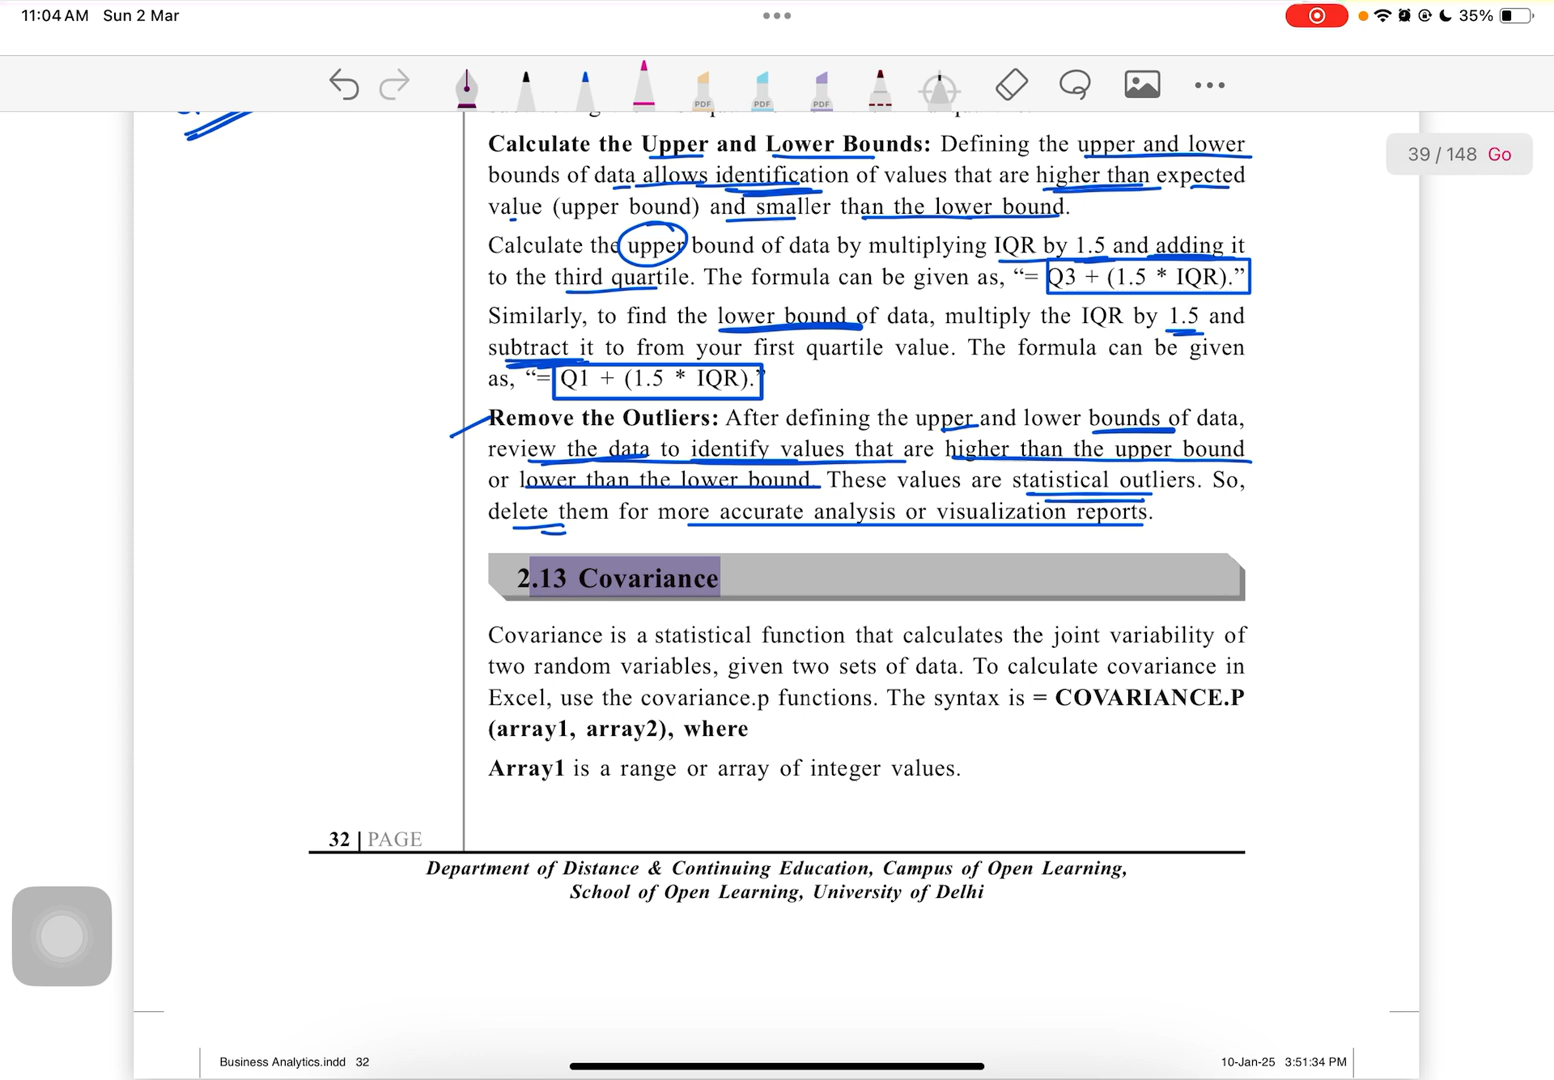 11:04 AM Sun 2 Mar
35%
PDF PDF PDF
39 / 148 Go
Calculate the Upper and Lower Bounds: Defining the upper and lower
bounds of data allows identification of values that are higher than expected
value (upper bound) and smaller than the lower bound.
Calculate the upper bound of data by multiplying IQR by 1.5 and adding it
to the third quartile. The formula can be given as, “= Q3 + (1.5 * IQR).”
Similarly, to find the lower bound of data, multiply the IQR by 1.5 and
subtract it to from your first quartile value. The formula can be given
as, “= Q1 + (1.5 * IQR).”
Remove the Outliers: After defining the upper and lower bounds of data,
review the data to identify values that are higher than the upper bound
or lower than the lower bound. These values are statistical outliers. So,
delete them for more accurate analysis or visualization reports.
2.13 Covariance
Covariance is a statistical function that calculates the joint variability of
two random variables, given two sets of data. To calculate covariance in
Excel, use the covariance.p functions. The syntax is = COVARIANCE.P
(array1, array2), where
Array1 is a range or array of integer values.
32 | PAGE
Department of Distance & Continuing Education, Campus of Open Learning,
School of Open Learning, University of Delhi
Business Analytics.indd 32
10-Jan-25 3:51:34 PM